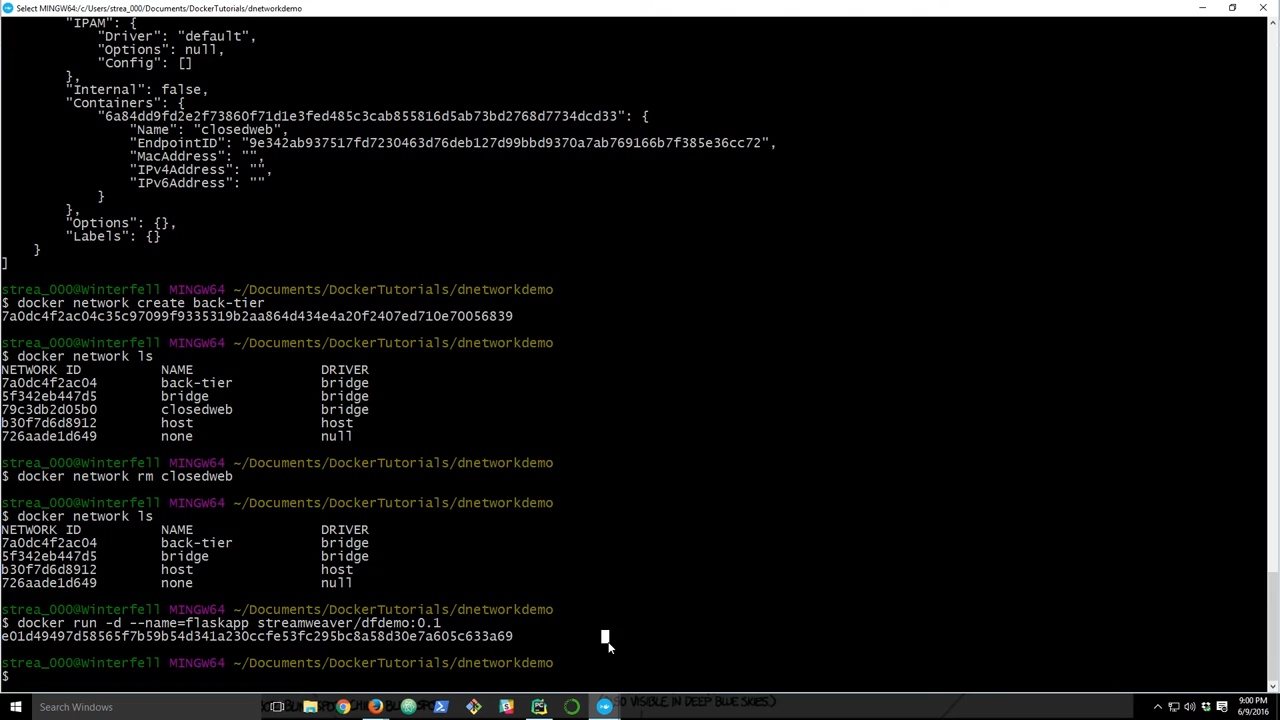 Select MINGW64:/c/Users/strea_000/Documents/DockerTutorials/dnetworkdemo
"IPAM": {
"Driver": "default",
"Options": null,
"Config": []
},
"Internal": false,
"Containers": {
"6a84dd9fd2e2f73860f71d1e3fed485c3cab855816d5ab73bd2768d7734dcd33": {
"Name": "closedweb",
"EndpointID": "9e342ab937517fd7230463d76deb127d99bbd9370a7ab769166b7f385e36cc72",
"MacAddress": "",
"IPv4Address": "",
"IPv6Address": ""
}
},
"Options": {},
"Labels": {}
}
]
strea_000@Winterfell MINGW64 ~/Documents/DockerTutorials/dnetworkdemo
$ docker network create back-tier
7a0dc4f2ac04c35c97099f9335319b2aa864d434e4a20f2407ed710e70056839
strea_000@Winterfell MINGW64 ~/Documents/DockerTutorials/dnetworkdemo
$ docker network ls
NETWORK ID NAME DRIVER
7a0dc4f2ac04 back-tier bridge
5f342eb447d5 bridge bridge
79c3db2d05b0 closedweb bridge
b30f7d6d8912 host host
726aade1d649 none null
strea_000@Winterfell MINGW64 ~/Documents/DockerTutorials/dnetworkdemo
$ docker network rm closedweb
strea_000@Winterfell MINGW64 ~/Documents/DockerTutorials/dnetworkdemo
$ docker network ls
NETWORK ID NAME DRIVER
7a0dc4f2ac04 back-tier bridge
5f342eb447d5 bridge bridge
b30f7d6d8912 host host
726aade1d649 none null
strea_000@Winterfell MINGW64 ~/Documents/DockerTutorials/dnetworkdemo
$ docker run -d --name=flaskapp streamweaver/dfdemo:0.1
e01d49497d58565f7b59b54d341a230ccfe53fc295bc8a58d30e7a605c633a69
strea_000@Winterfell MINGW64 ~/Documents/DockerTutorials/dnetworkdemo
$
Search Windows
VISIBLE IN DEEP BLUE SKIES.)
9:00 PM
6/9/2016